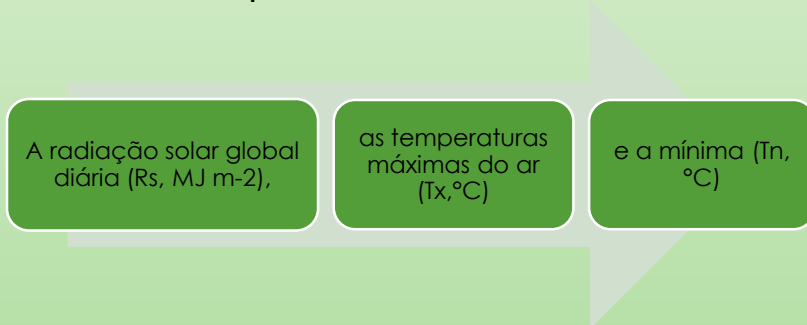 A radiação solar global
diária (Rs, MJ m-2),
as temperaturas
máximas do ar
(Tx,°C)
e a mínima (Tn,
°C)